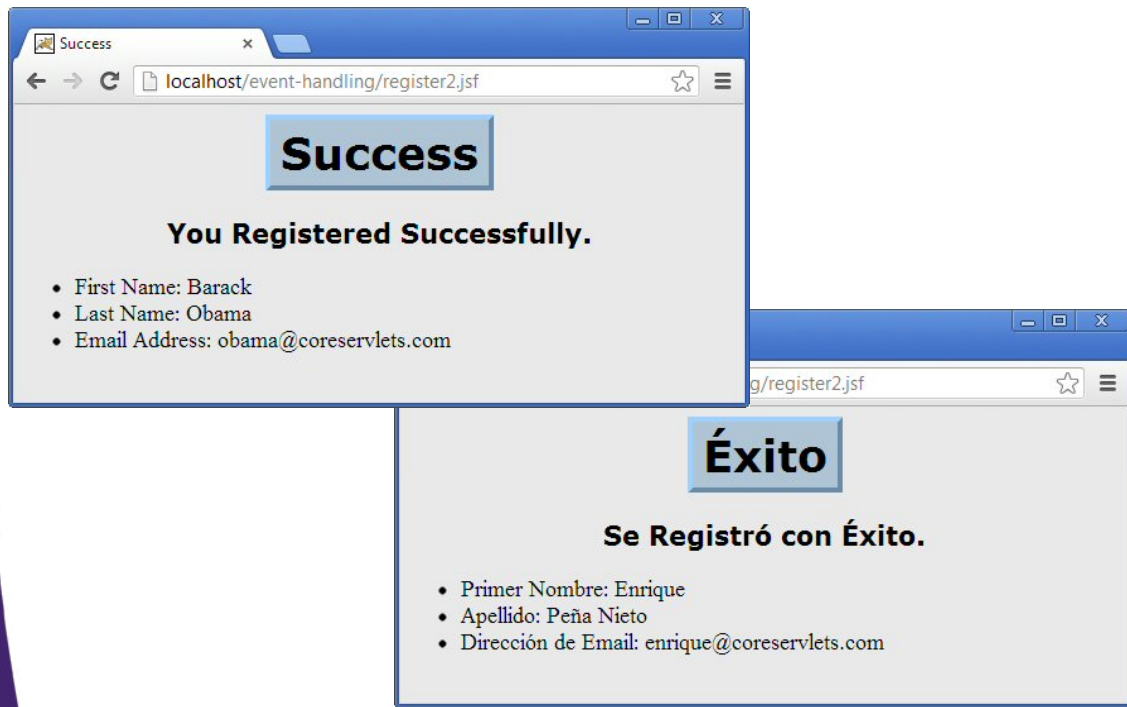 Success
localhost/event-handling/register2.jsf
Success
You Registered Successfully.
First Name: Barack
Last Name: Obama
Email Address: obama@coreservlets.com
g/register2.jsf
Éxito
Se Registró con Éxito.
Primer Nombre: Enrique
Apellido: Peña Nieto
Dirección de Email: enrique@coreservlets.com